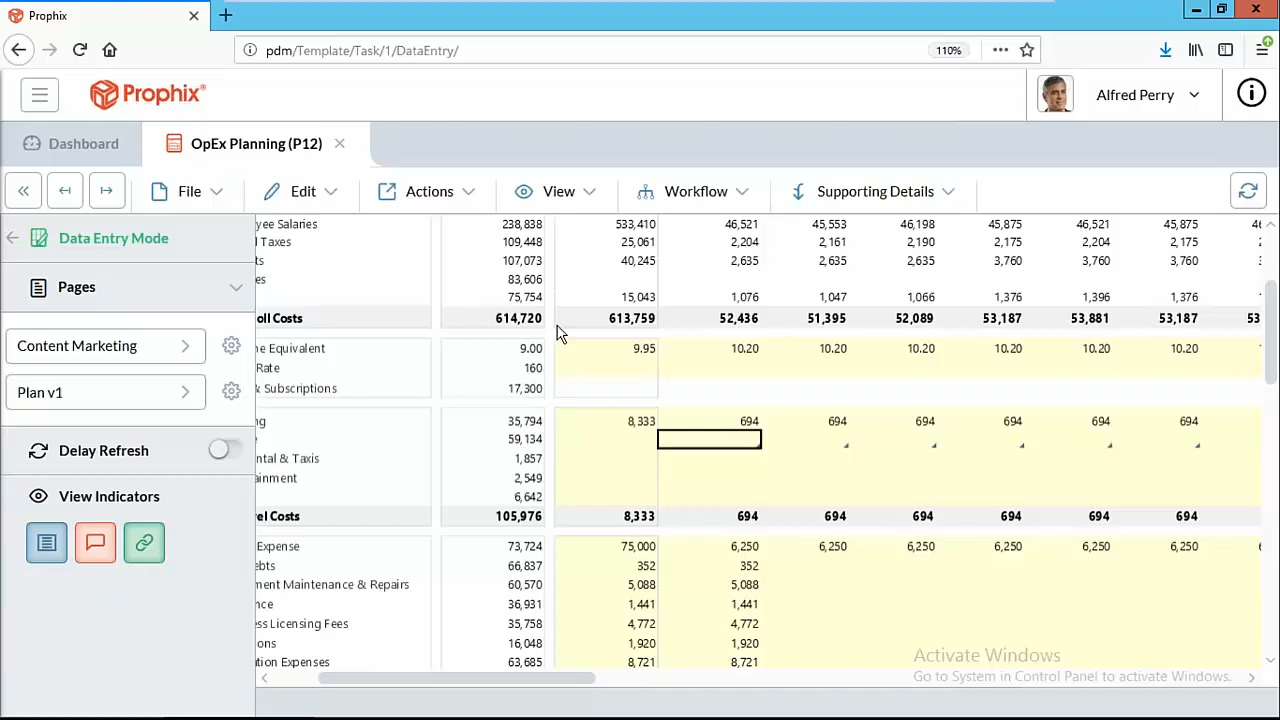 Prophix
pdm/Template/Task/1/DataEntry/
110%
Prophix®
Alfred Perry
Dashboard
OpEx Planning (P12)
File
Edit
Actions
View
Workflow
Supporting Details
Data Entry Mode
Pages
Content Marketing
Plan v1
Delay Refresh
View Indicators
yee Salaries 238,838 533,410 46,521 45,553 46,198 45,875 46,521 45,875 46
l Taxes 109,448 25,061 2,204 2,161 2,190 2,175 2,204 2,175 2
ts 107,073 40,245 2,635 2,635 2,635 3,760 3,760 3,760 3
es 83,606
75,754 15,043 1,076 1,047 1,066 1,376 1,396 1,376
oll Costs 614,720 613,759 52,436 51,395 52,089 53,187 53,881 53,187 53
ne Equivalent 9.00 9.95 10.20 10.20 10.20 10.20 10.20 10.20
Rate 160
& Subscriptions 17,300
ng 35,794 8,333 694 694 694 694 694 694
59,134
ntal & Taxis 1,857
ainment 2,549
6,642
vel Costs 105,976 8,333 694 694 694 694 694 694
Expense 73,724 75,000 6,250 6,250 6,250 6,250 6,250 6,250 6
ebts 66,837 352 352
ment Maintenance & Repairs 60,570 5,088 5,088
nce 36,931 1,441 1,441
ess Licensing Fees 35,758 4,772 4,772
ons 16,048 1,920 1,920
tion Expenses 63,685 8,721 8,721
Activate Windows
Go to System in Control Panel to activate Windows.